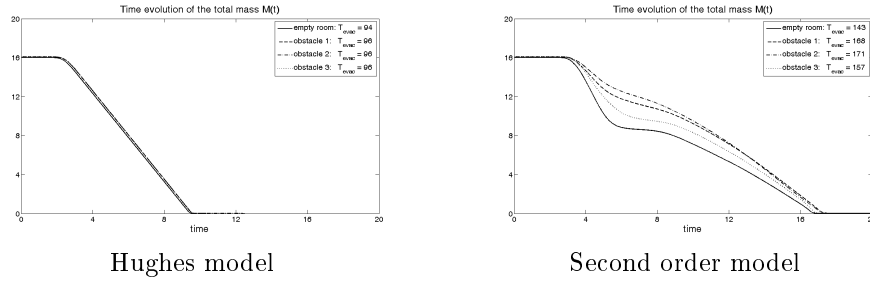 Time evolution of the total mass M(t)
20
16
12
8
4
0
empty room: T_evac = 94
obstacle 1: T_evac = 96
obstacle 2: T_evac = 96
obstacle 3: T_evac = 96
0 4 8 12 16 20
time
Hughes model
Time evolution of the total mass M(t)
20
16
12
8
4
0
empty room: T_evac = 143
obstacle 1: T_evac = 168
obstacle 2: T_evac = 171
obstacle 3: T_evac = 157
0 4 8 12 16 20
time
Second order model